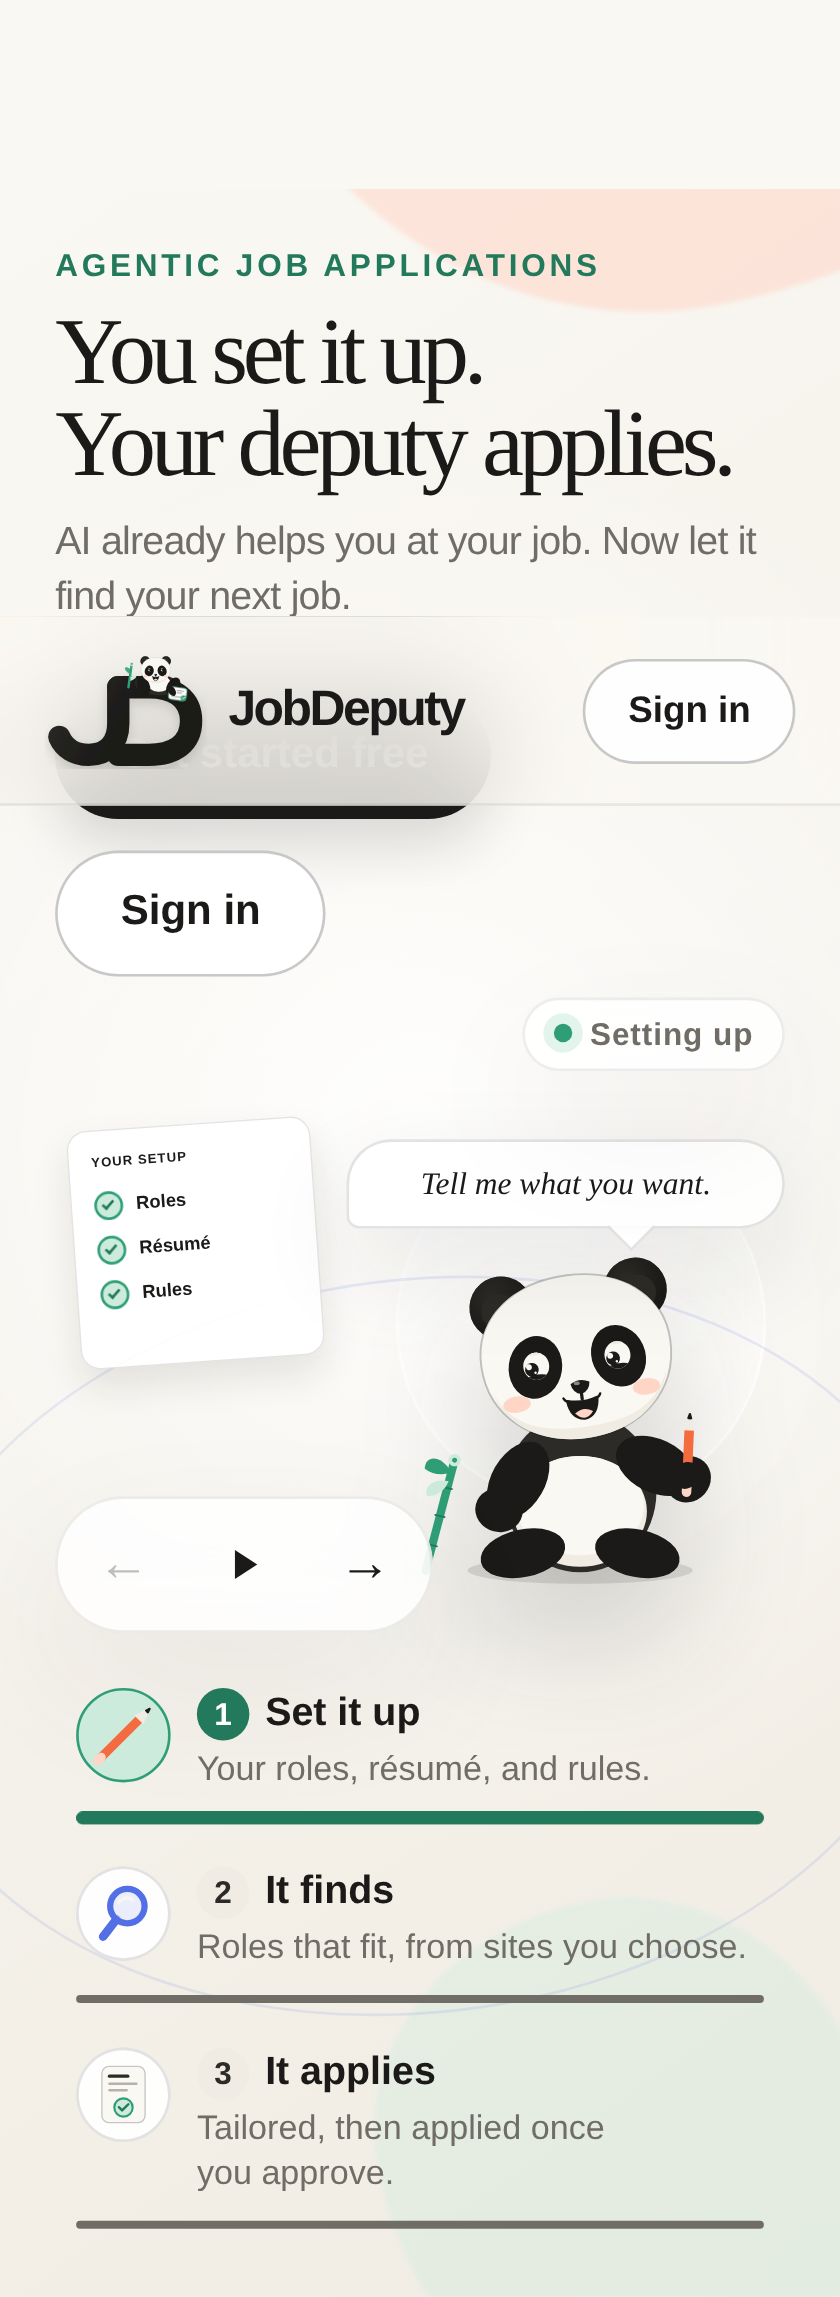 AGENTIC JOB APPLICATIONS
You set it up.
Your deputy applies.
AI already helps you at your job. Now let it
find your next job.
JobDeputy
Sign in
started free
Sign in
Setting up
YOUR SETUP
Roles
Résumé
Rules
Tell me what you want.
1 Set it up
Your roles, résumé, and rules.
2 It finds
Roles that fit, from sites you choose.
3 It applies
Tailored, then applied once
you approve.